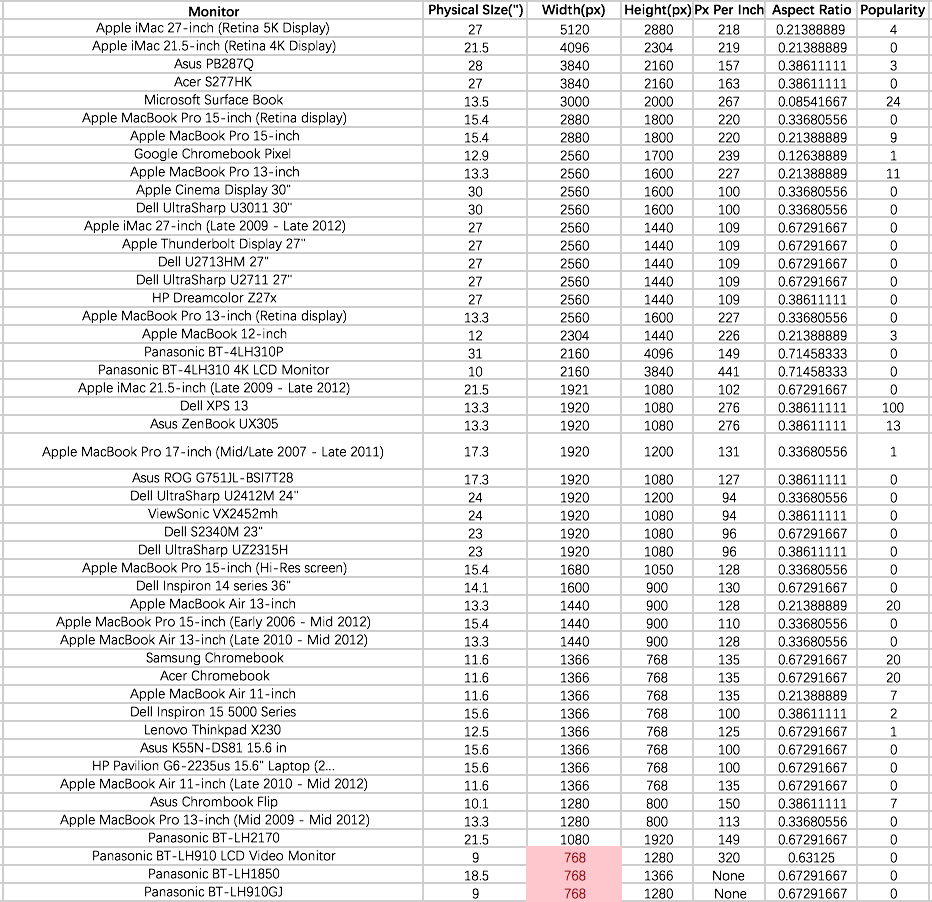 Monitor Physical SIze(") Width(px) Height(px) Px Per Inch Aspect Ratio Popularity
Apple iMac 27-inch (Retina 5K Display) 27 5120 2880 218 0.21388889 4
Apple iMac 21.5-inch (Retina 4K Display) 21.5 4096 2304 219 0.21388889 0
Asus PB287Q 28 3840 2160 157 0.38611111 3
Acer S277HK 27 3840 2160 163 0.38611111 0
Microsoft Surface Book 13.5 3000 2000 267 0.08541667 24
Apple MacBook Pro 15-inch (Retina display) 15.4 2880 1800 220 0.33680556 0
Apple MacBook Pro 15-inch 15.4 2880 1800 220 0.21388889 9
Google Chromebook Pixel 12.9 2560 1700 239 0.12638889 1
Apple MacBook Pro 13-inch 13.3 2560 1600 227 0.21388889 11
Apple Cinema Display 30" 30 2560 1600 100 0.33680556 0
Dell UltraSharp U3011 30" 30 2560 1600 100 0.33680556 0
Apple iMac 27-inch (Late 2009 - Late 2012) 27 2560 1440 109 0.67291667 0
Apple Thunderbolt Display 27" 27 2560 1440 109 0.67291667 0
Dell U2713HM 27" 27 2560 1440 109 0.67291667 0
Dell UltraSharp U2711 27" 27 2560 1440 109 0.67291667 0
HP Dreamcolor Z27x 27 2560 1440 109 0.38611111 0
Apple MacBook Pro 13-inch (Retina display) 13.3 2560 1600 227 0.33680556 0
Apple MacBook 12-inch 12 2304 1440 226 0.21388889 3
Panasonic BT-4LH310P 31 2160 4096 149 0.71458333 0
Panasonic BT-4LH310 4K LCD Monitor 10 2160 3840 441 0.71458333 0
Apple iMac 21.5-inch (Late 2009 - Late 2012) 21.5 1921 1080 102 0.67291667 0
Dell XPS 13 13.3 1920 1080 276 0.38611111 100
Asus ZenBook UX305 13.3 1920 1080 276 0.38611111 13
Apple MacBook Pro 17-inch (Mid/Late 2007 - Late 2011) 17.3 1920 1200 131 0.33680556 1
Asus ROG G751JL-BSI7T28 17.3 1920 1080 127 0.38611111 0
Dell UltraSharp U2412M 24" 24 1920 1200 94 0.33680556 0
ViewSonic VX2452mh 24 1920 1080 94 0.38611111 0
Dell S2340M 23" 23 1920 1080 96 0.67291667 0
Dell UltraSharp UZ2315H 23 1920 1080 96 0.38611111 0
Apple MacBook Pro 15-inch (Hi-Res screen) 15.4 1680 1050 128 0.33680556 0
Dell Inspiron 14 series 36" 14.1 1600 900 130 0.67291667 0
Apple MacBook Air 13-inch 13.3 1440 900 128 0.21388889 20
Apple MacBook Pro 15-inch (Early 2006 - Mid 2012) 15.4 1440 900 110 0.33680556 0
Apple MacBook Air 13-inch (Late 2010 - Mid 2012) 13.3 1440 900 128 0.33680556 0
Samsung Chromebook 11.6 1366 768 135 0.67291667 20
Acer Chromebook 11.6 1366 768 135 0.67291667 20
Apple MacBook Air 11-inch 11.6 1366 768 135 0.21388889 7
Dell Inspiron 15 5000 Series 15.6 1366 768 100 0.38611111 2
Lenovo Thinkpad X230 12.5 1366 768 125 0.67291667 1
Asus K55N-DS81 15.6 in 15.6 1366 768 100 0.67291667 0
HP Pavilion G6-2235us 15.6" Laptop (2... 15.6 1366 768 100 0.67291667 0
Apple MacBook Air 11-inch (Late 2010 - Mid 2012) 11.6 1366 768 135 0.67291667 0
Asus Chrombook Flip 10.1 1280 800 150 0.38611111 7
Apple MacBook Pro 13-inch (Mid 2009 - Mid 2012) 13.3 1280 800 113 0.33680556 0
Panasonic BT-LH2170 21.5 1080 1920 149 0.67291667 0
Panasonic BT-LH910 LCD Video Monitor 9 768 1280 320 0.63125 0
Panasonic BT-LH1850 18.5 768 1366 None 0.67291667 0
Panasonic BT-LH910GJ 9 768 1280 None 0.67291667 0